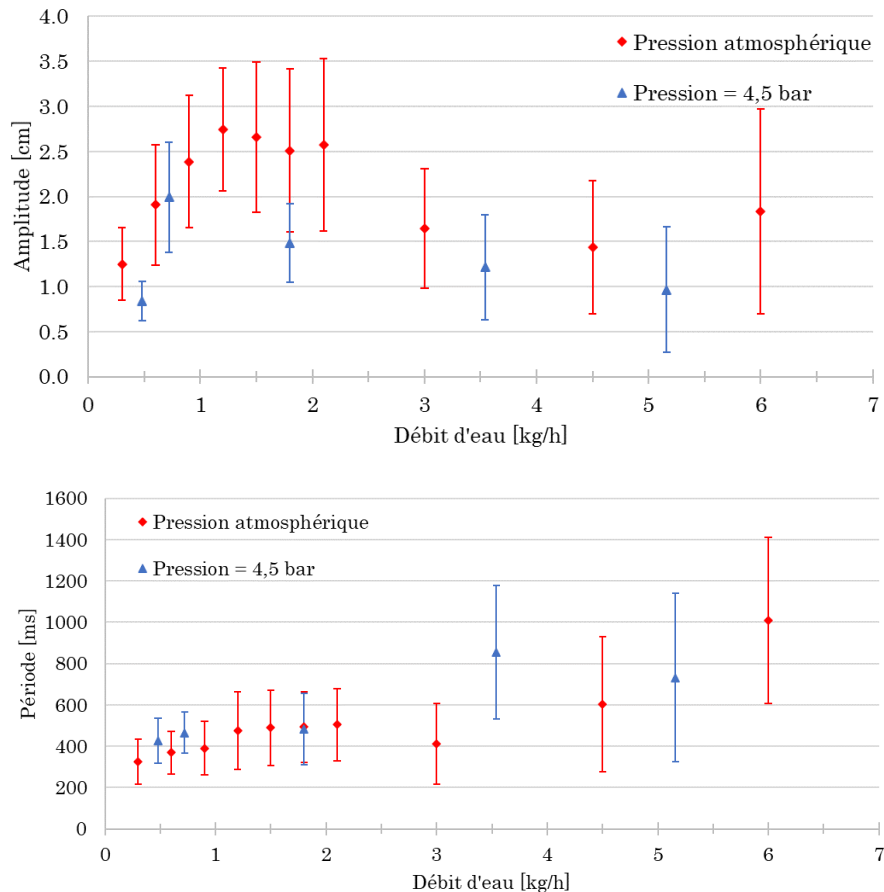 4.0
3.5
3.0
2.5
2.0
1.5
1.0
0.5
0.0
Amplitude [cm]
Pression atmosphérique
Pression = 4,5 bar
0 1 2 3 4 5 6 7
Débit d'eau [kg/h]
1600
1400
1200
1000
800
600
400
200
0
Période [ms]
Pression atmosphérique
Pression = 4,5 bar
0 1 2 3 4 5 6 7
Débit d'eau [kg/h]